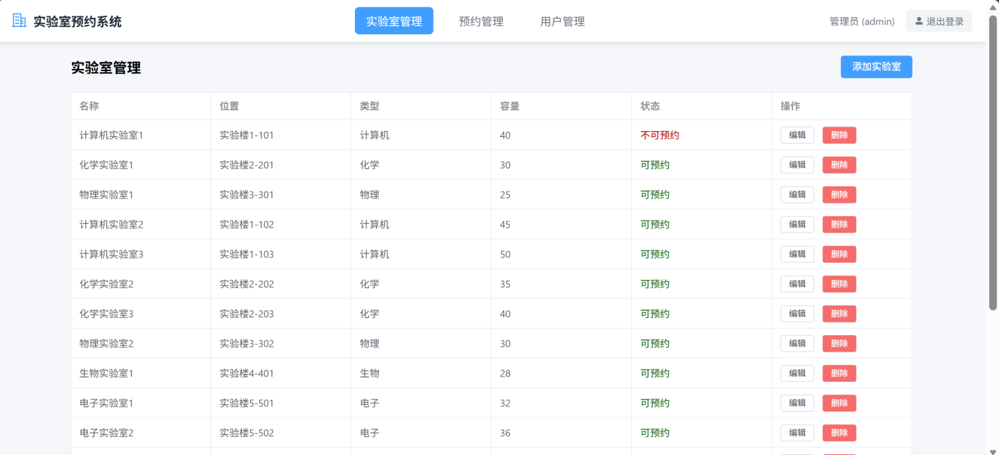 实验室预约系统 实验室管理 预约管理 用户管理 管理员 (admin) 退出登录
实验室管理 添加实验室
名称 位置 类型 容量 状态 操作
计算机实验室1 实验楼1-101 计算机 40 不可预约 编辑 删除
化学实验室1 实验楼2-201 化学 30 可预约 编辑 删除
物理实验室1 实验楼3-301 物理 25 可预约 编辑 删除
计算机实验室2 实验楼1-102 计算机 45 可预约 编辑 删除
计算机实验室3 实验楼1-103 计算机 50 可预约 编辑 删除
化学实验室2 实验楼2-202 化学 35 可预约 编辑 删除
化学实验室3 实验楼2-203 化学 40 可预约 编辑 删除
物理实验室2 实验楼3-302 物理 30 可预约 编辑 删除
生物实验室1 实验楼4-401 生物 28 可预约 编辑 删除
电子实验室1 实验楼5-501 电子 32 可预约 编辑 删除
电子实验室2 实验楼5-502 电子 36 可预约 编辑 删除